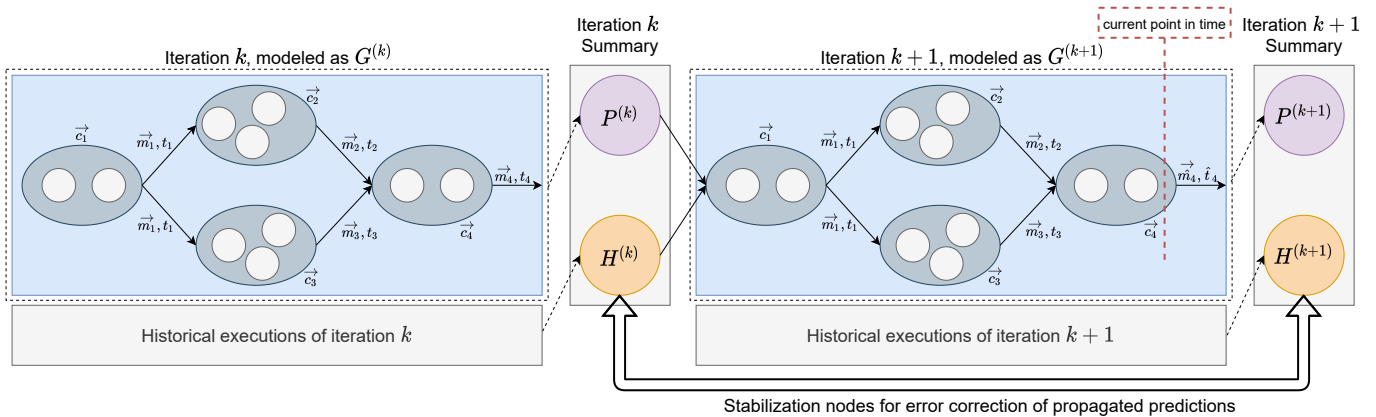 Iteration k, modeled as G^(k)
c⃗₁
m⃗₁, t₁
m⃗₁, t₁
c⃗₂
c⃗₃
m⃗₂, t₂
m⃗₃, t₃
c⃗₄
m⃗₄, t₄
Historical executions of iteration k
Iteration k
Summary
P^(k)
H^(k)
Iteration k + 1, modeled as G^(k+1)
current point in time
c⃗₁
m⃗₁, t₁
m⃗₁, t₁
c⃗₂
c⃗₃
m⃗₂, t₂
m⃗₃, t₃
c⃗₄
m̂⃗₄, t̂₄
Historical executions of iteration k + 1
Iteration k + 1
Summary
P^(k+1)
H^(k+1)
Stabilization nodes for error correction of propagated predictions